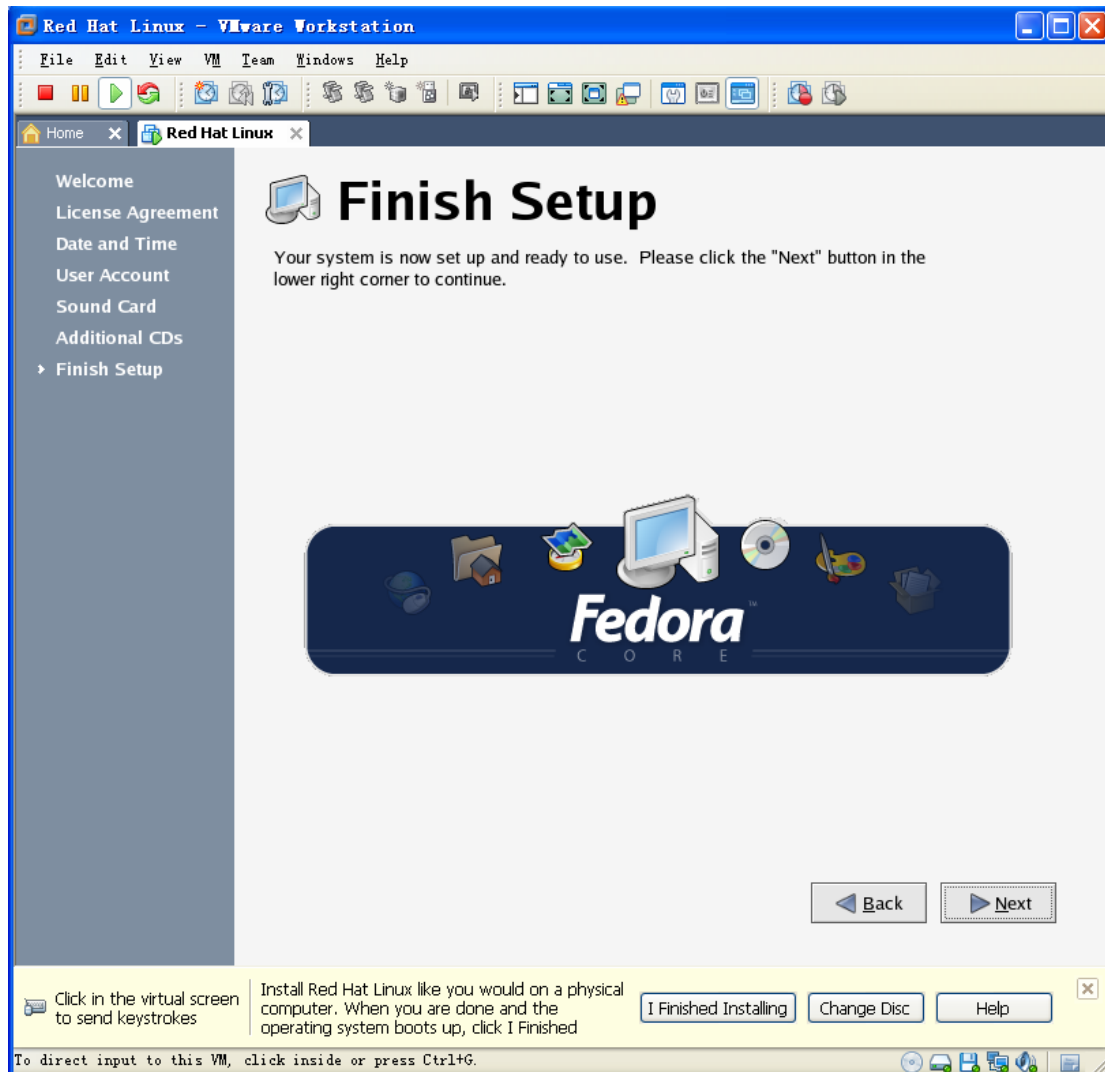 Red Hat Linux - VMware Workstation
File Edit View VM Team Windows Help
Home Red Hat Linux
Welcome
License Agreement
Date and Time
User Account
Sound Card
Additional CDs
Finish Setup
Finish Setup
Your system is now set up and ready to use. Please click the "Next" button in the
lower right corner to continue.
Fedora™
CORE
Back Next
Click in the virtual screen
to send keystrokes
Install Red Hat Linux like you would on a physical
computer. When you are done and the
operating system boots up, click I Finished
I Finished Installing Change Disc Help
To direct input to this VM, click inside or press Ctrl+G.